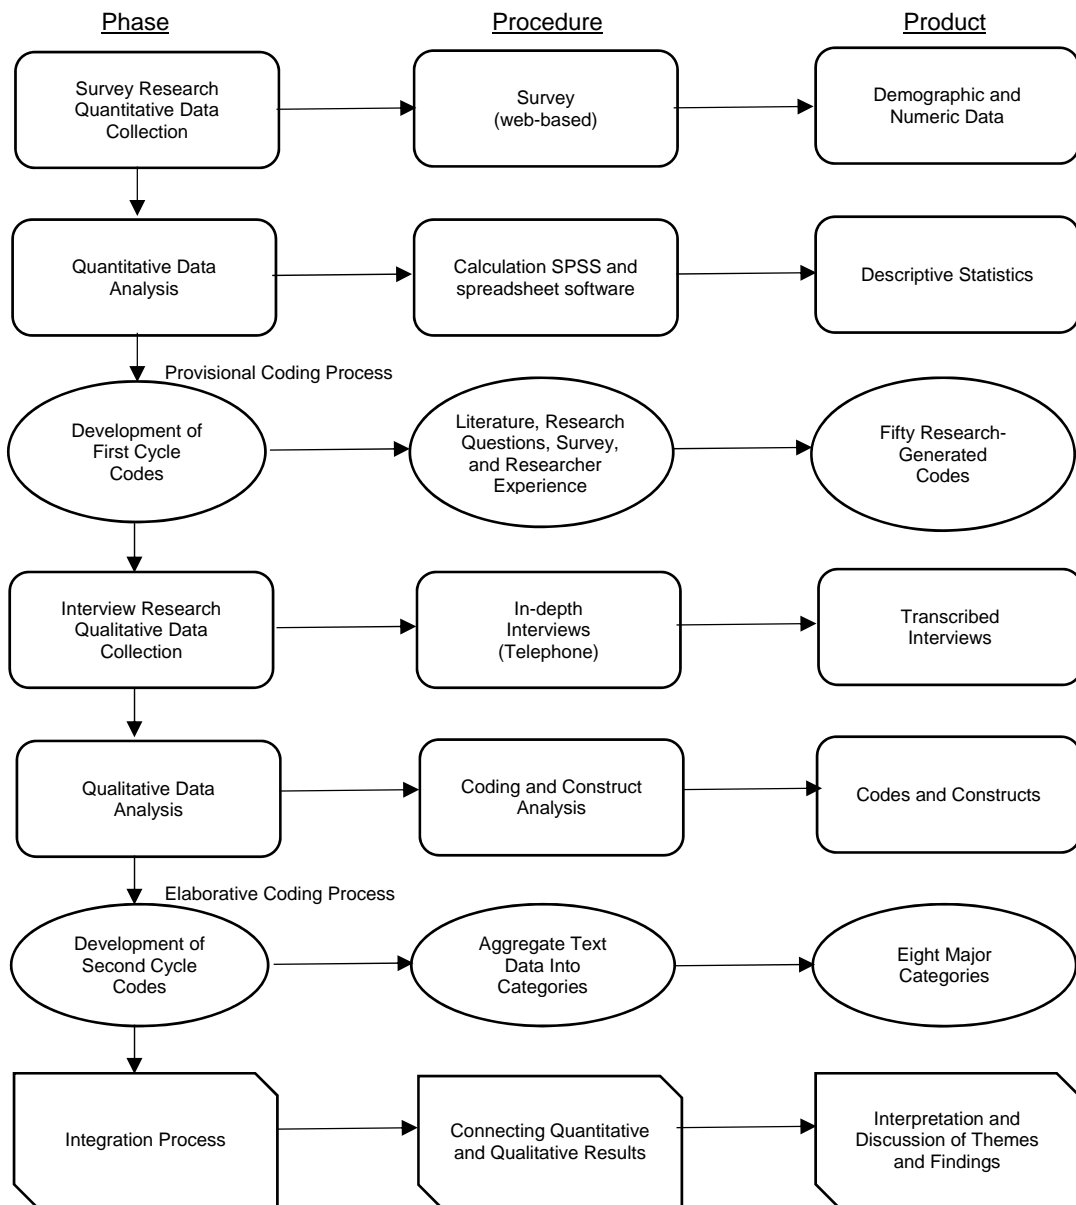 Phase
Procedure
Product
Survey Research
Quantitative Data
Collection
Survey
(web-based)
Demographic and
Numeric Data
Quantitative Data
Analysis
Calculation SPSS and
spreadsheet software
Descriptive Statistics
Provisional Coding Process
Development of
First Cycle
Codes
Literature, Research
Questions, Survey,
and Researcher
Experience
Fifty Research-
Generated
Codes
Interview Research
Qualitative Data
Collection
In-depth
Interviews
(Telephone)
Transcribed
Interviews
Qualitative Data
Analysis
Coding and Construct
Analysis
Codes and Constructs
Elaborative Coding Process
Development of
Second Cycle
Codes
Aggregate Text
Data Into
Categories
Eight Major
Categories
Integration Process
Connecting Quantitative
and Qualitative Results
Interpretation and
Discussion of Themes
and Findings